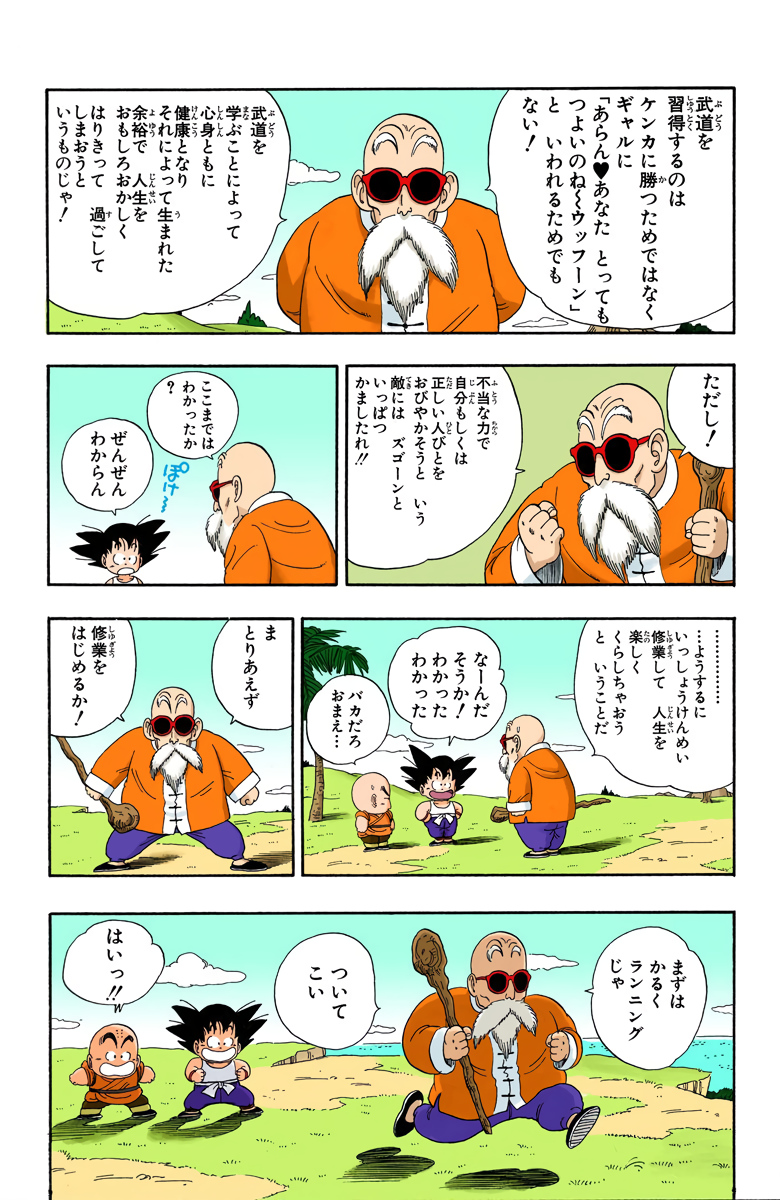 武道を
習得するのは
ケンカに勝つためではなく
ギャルに
「あらん♥あなた とっても
つよいのね〜ウッフーン」
と いわれるためでも
ない!
武道を
学ぶことによって
心身ともに
健康となり
それによって生まれた
余裕で 人生を
おもしろおかしく
はりきって 過ごして
しまおうと
いうものじゃ!
ただし!
不当な力で
自分もしくは
正しい人びとを
おびやかそうと いう
敵には ズゴーンと
いっぱつ
かましたれ!!
ここまでは
わかったか
?
ぽけ〜
ぜんぜん
わからん
……………
…ようするに
いっしょうけんめい
修業して 人生を
楽しく
くらしちゃおう
と いうことだ
なーんだ
そうか!
わかった
わかった
バカだろ
おまえ…
ま
とりあえず
修業を
はじめるか!
まずは
かるく
ランニング
じゃ
ついて
こい
はいっ!!